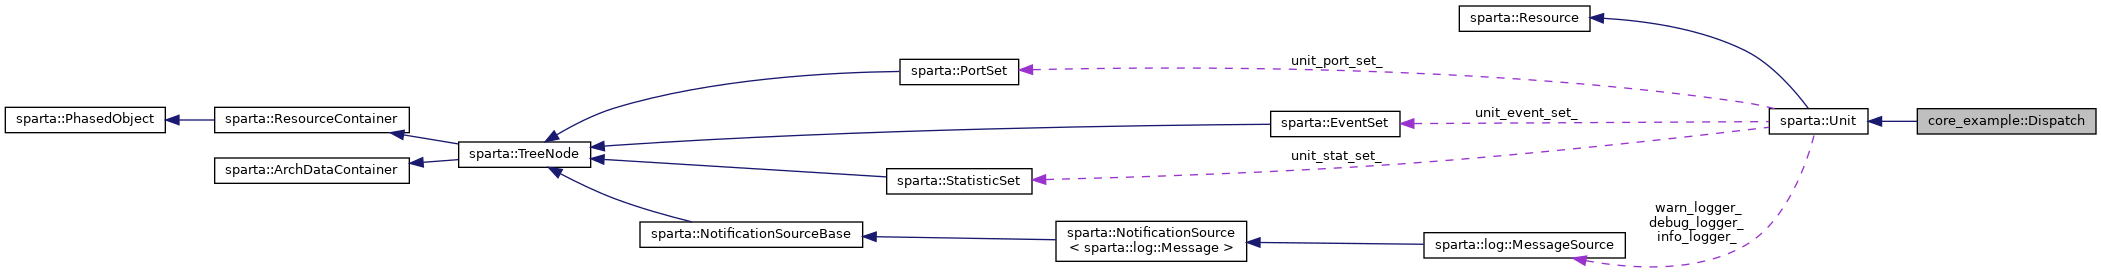 sparta::Resource
unit_port_set_
sparta::PortSet
sparta::PhasedObject
sparta::ResourceContainer
unit_event_set_
sparta::EventSet
sparta::Unit
core_example::Dispatch
sparta::TreeNode
unit_stat_set_
sparta::ArchDataContainer
sparta::StatisticSet
warn_logger_
debug_logger_
info_logger_
sparta::NotificationSourceBase
sparta::NotificationSource
< sparta::log::Message >
sparta::log::MessageSource